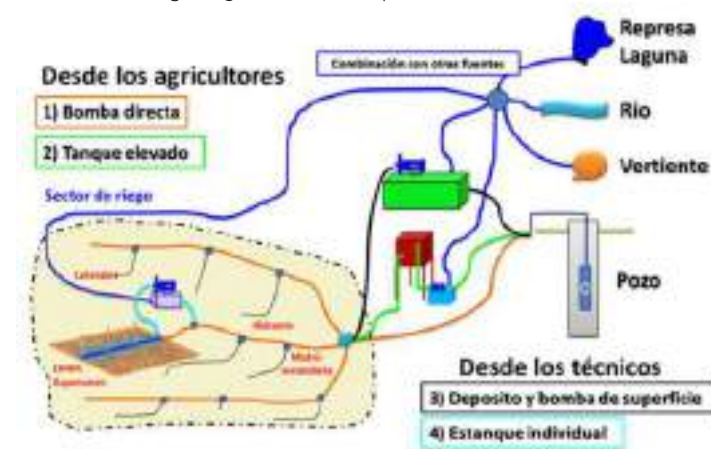 Represa
Laguna
Combinación con otras fuentes
Desde los agricultores
1) Bomba directa
2) Tanque elevado
Rio
Vertiente
Sector de riego
Laterales
Hidrante
Pozo
Matriz
secundaria
Desde los técnicos
3) Deposito y bomba de superficie
4) Estanque individual